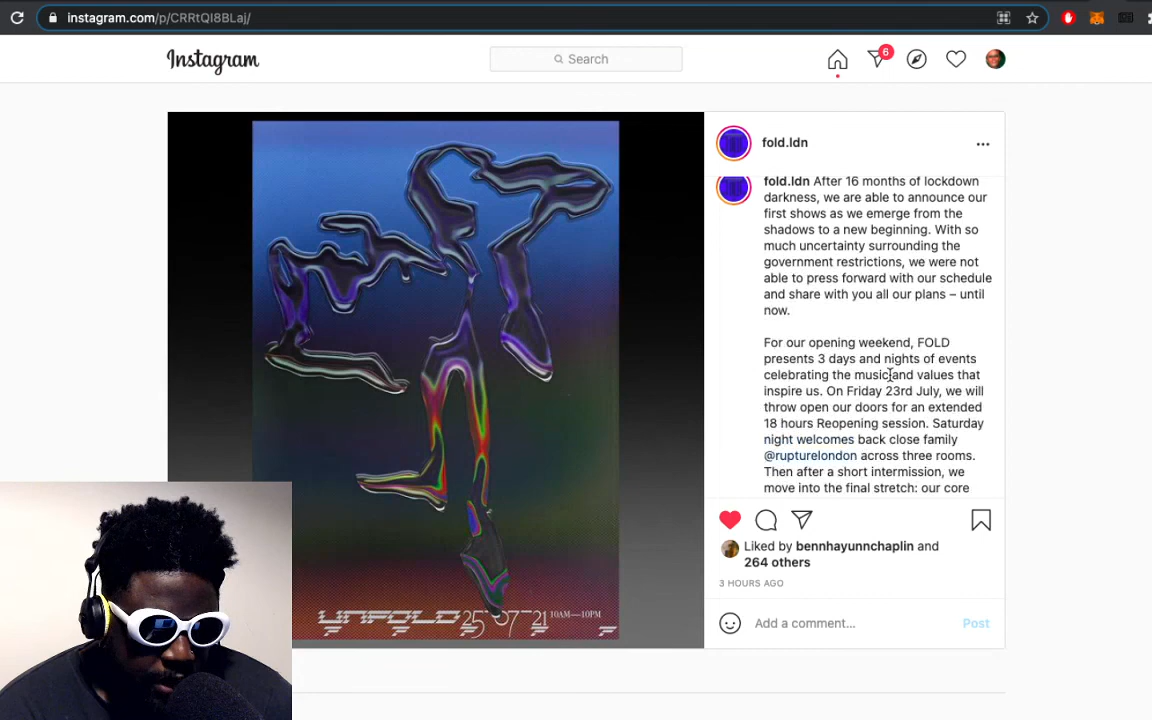 instagram.com/p/CRRtQI8BLaj/
Instagram
Search
6
fold.ldn
fold.ldn After 16 months of lockdown
darkness, we are able to announce our
first shows as we emerge from the
shadows to a new beginning. With so
much uncertainty surrounding the
government restrictions, we were not
able to press forward with our schedule
and share with you all our plans – until
now.
For our opening weekend, FOLD
presents 3 days and nights of events
celebrating the music and values that
inspire us. On Friday 23rd July, we will
throw open our doors for an extended
18 hours Reopening session. Saturday
night welcomes back close family
@rupturelondon across three rooms.
Then after a short intermission, we
move into the final stretch: our core
Liked by bennhayunnchaplin and
264 others
3 HOURS AGO
Add a comment... Post
UNFOLD 25 07 21 10AM—10PM